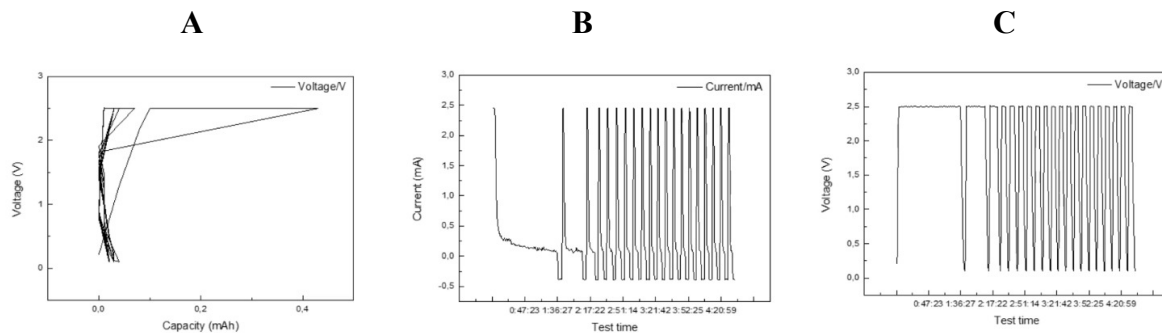 A
B
C
3
2
1
0
Voltage (V)
0,0
0,2
0,4
Capacity (mAh)
Voltage/V
3,0
2,5
2,0
1,5
1,0
0,5
0,0
-0,5
Current (mA)
0:47:23 1:36:27 2:17:22 2:51:14 3:21:42 3:52:25 4:20:59
Test time
Current/mA
3,0
2,5
2,0
1,5
1,0
0,5
0,0
Voltage (V)
0:47:23 1:36:27 2:17:22 2:51:14 3:21:42 3:52:25 4:20:59
Test time
Voltage/V